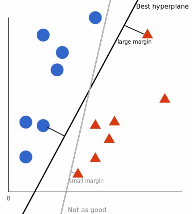 Best hyperplane
large margin
small margin
0
Not as good